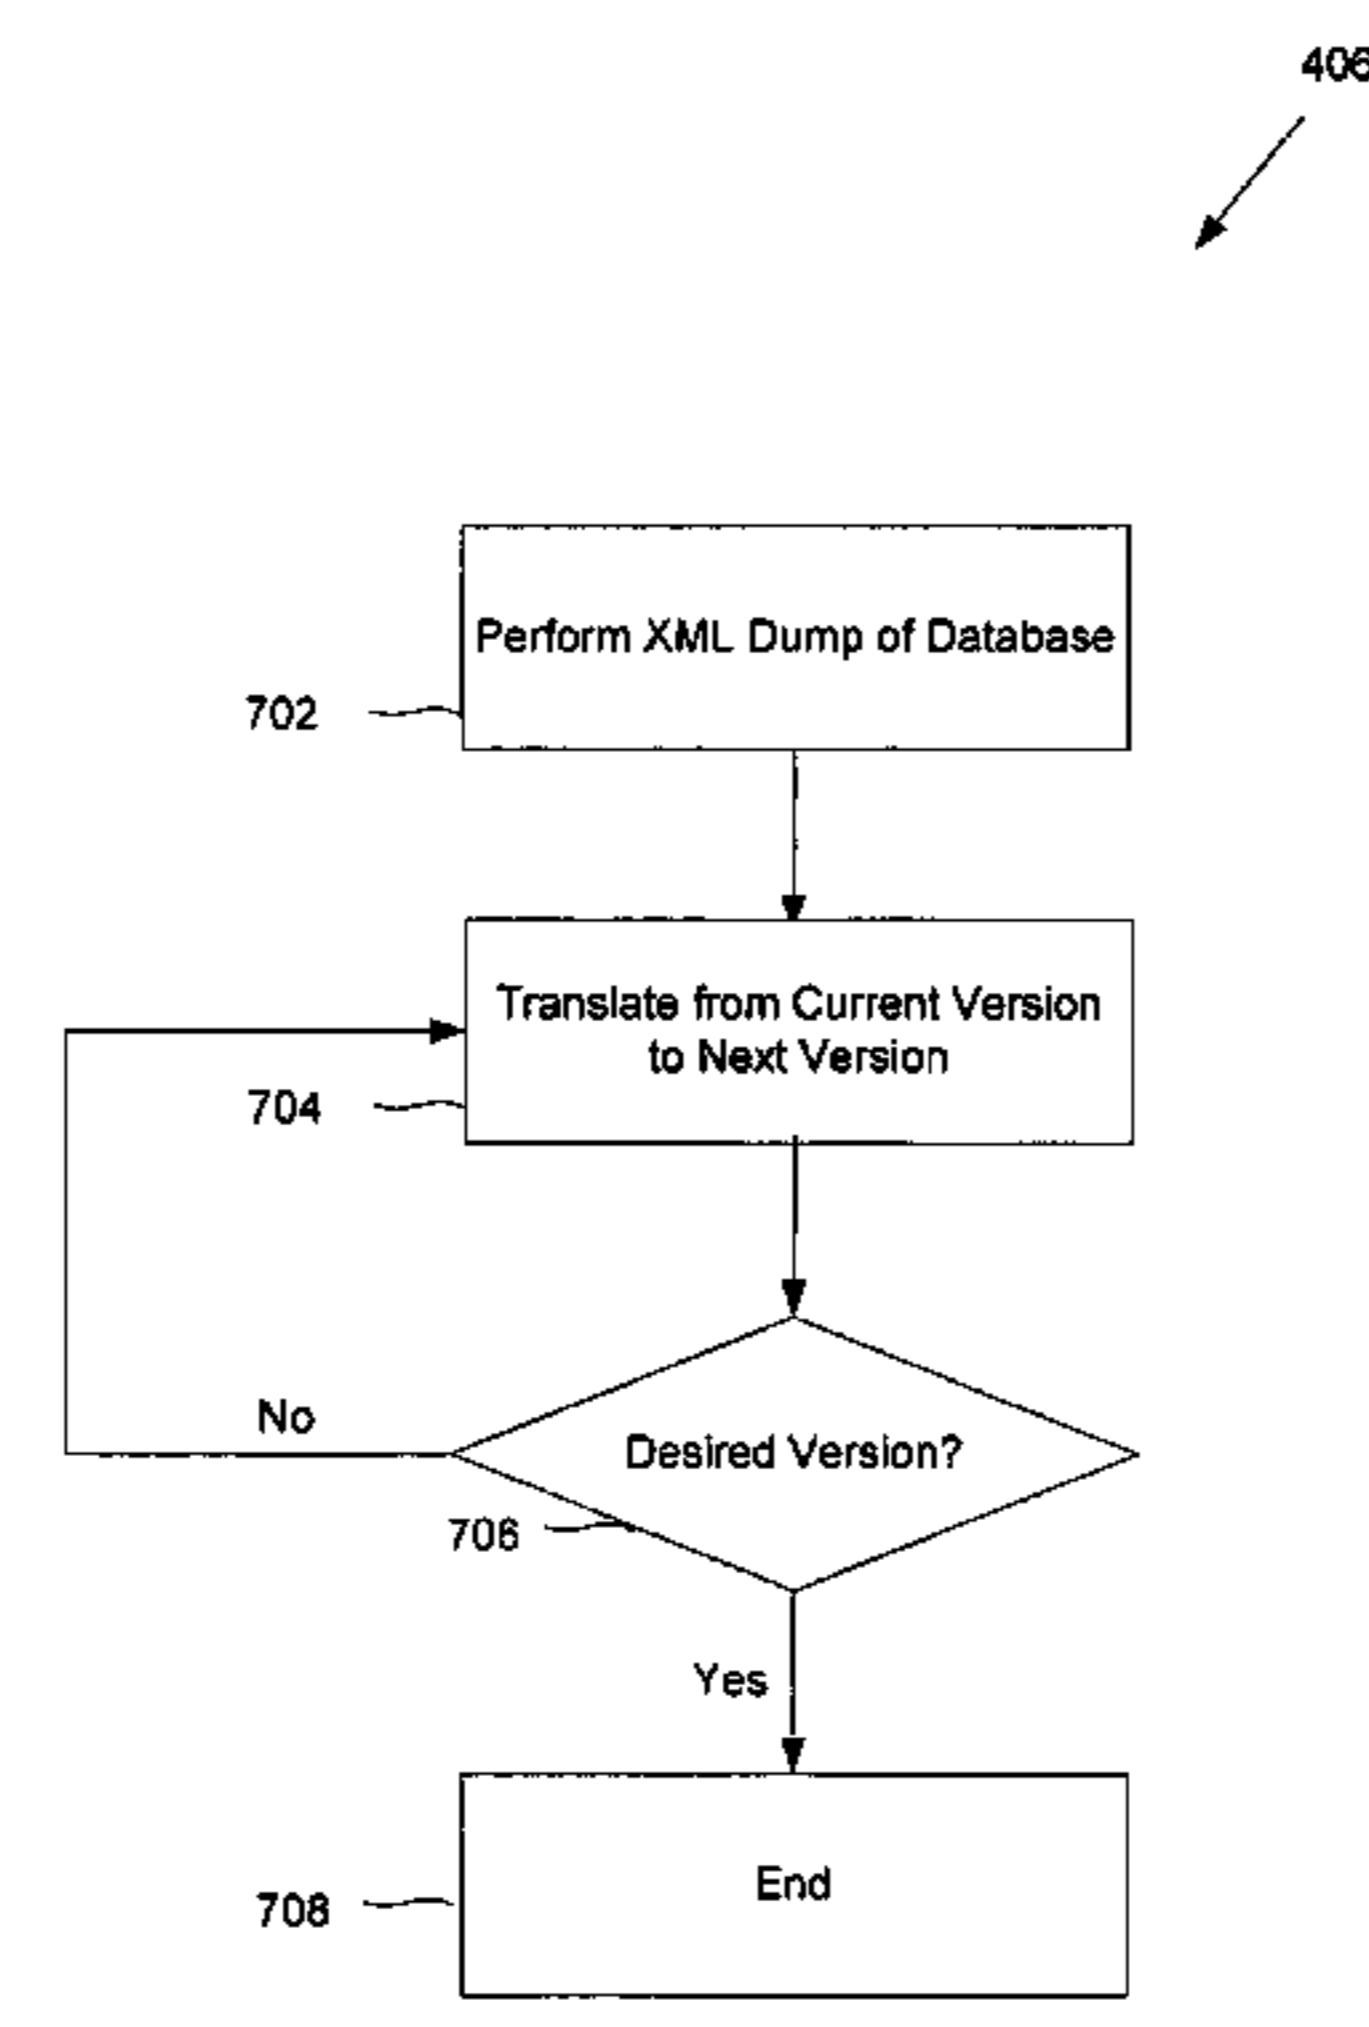 406
Perform XML Dump of Database
702
Translate from Current Version
to Next Version
704
No
Desired Version?
706
Yes
End
708